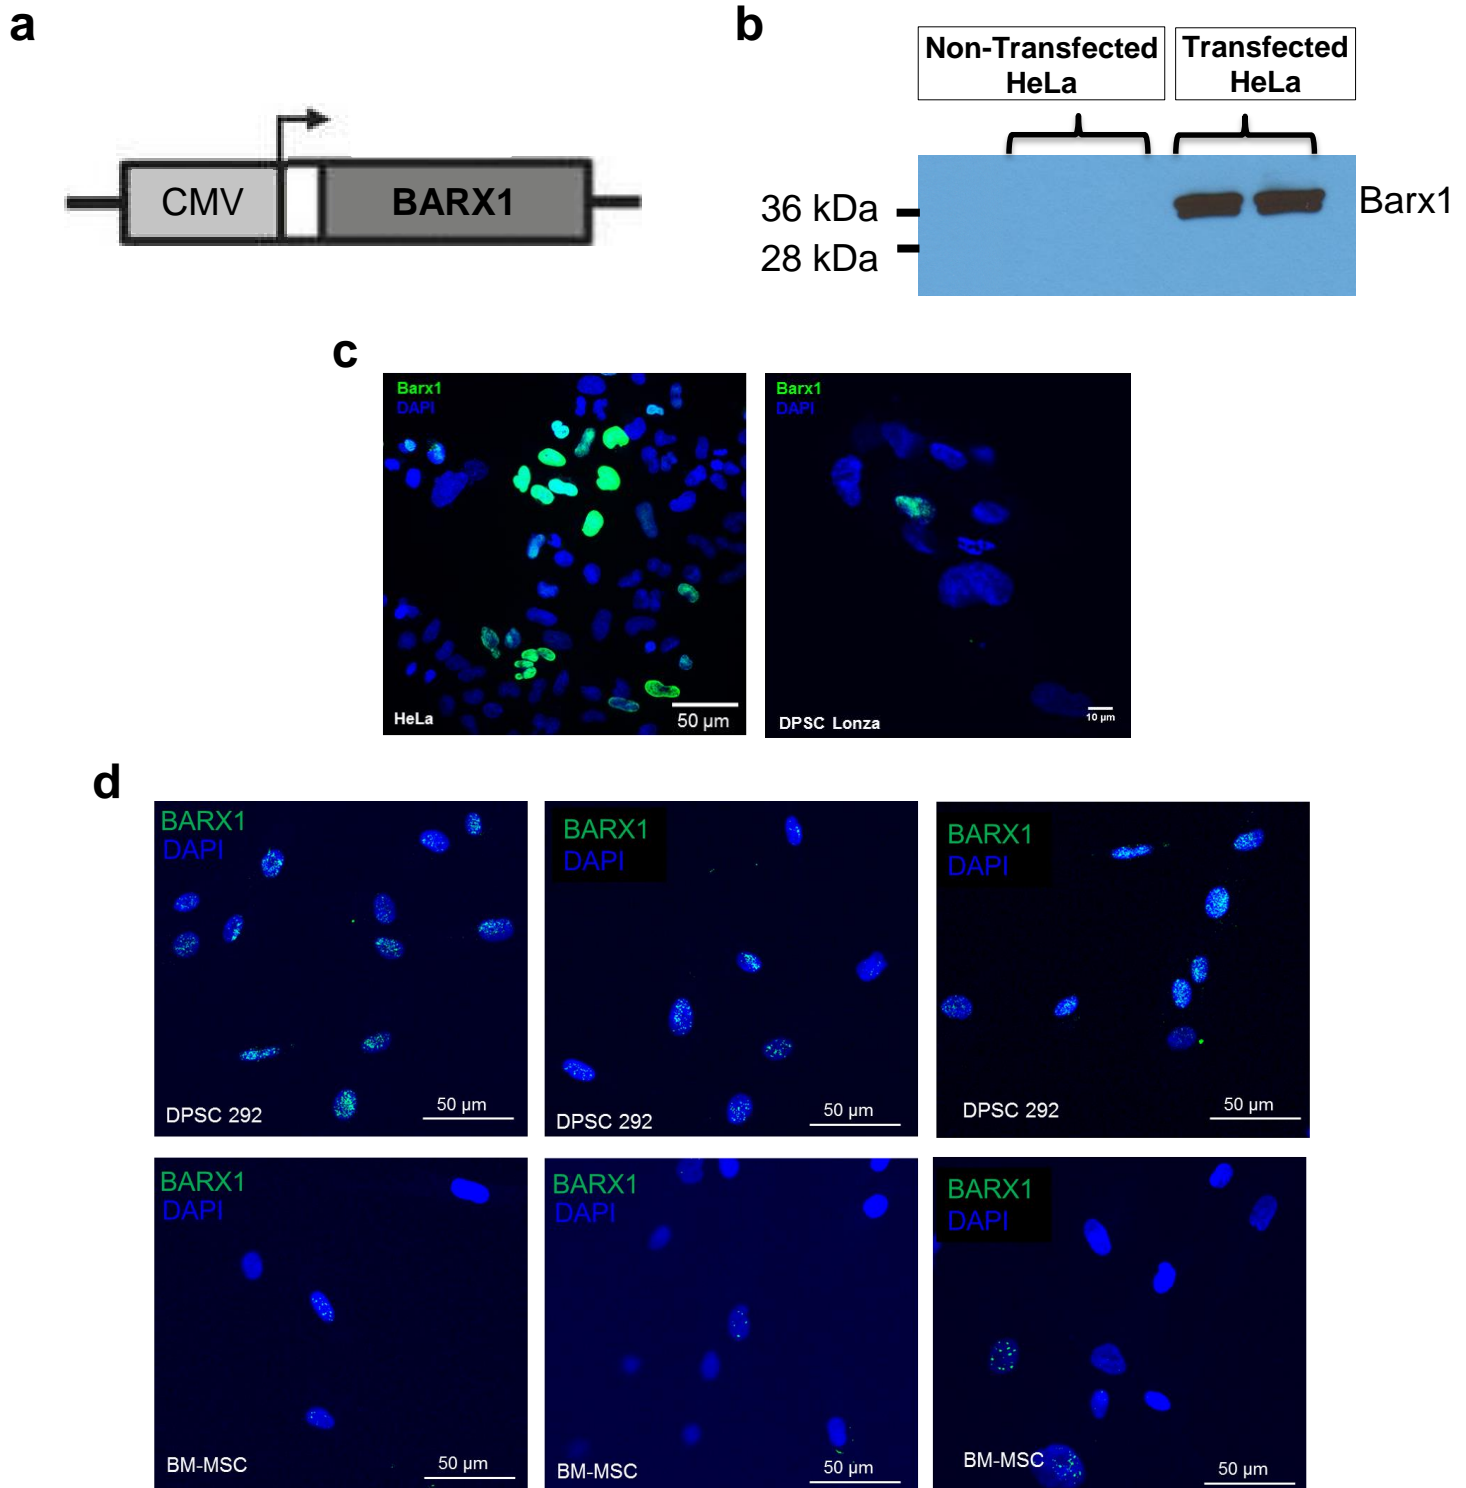 a
CMV
BARX1
b
Non-Transfected
HeLa
Transfected
HeLa
36 kDa
28 kDa
Barx1
c
Barx1
DAPI
HeLa
50 µm
Barx1
DAPI
DPSC Lonza
10 µm
d
BARX1
DAPI
DPSC 292
50 µm
BARX1
DAPI
DPSC 292
50 µm
BARX1
DAPI
DPSC 292
50 µm
BARX1
DAPI
BM-MSC
50 µm
BARX1
DAPI
BM-MSC
50 µm
BARX1
DAPI
BM-MSC
50 µm